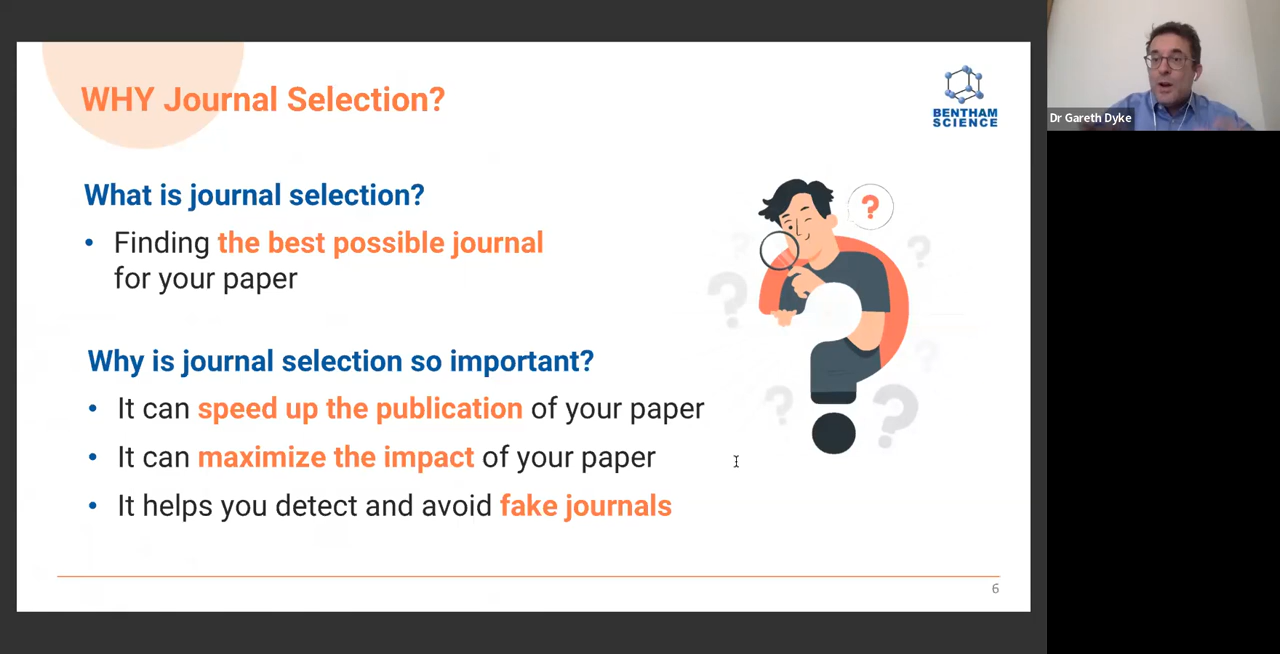 WHY Journal Selection?
BENTHAM
SCIENCE
What is journal selection?
• Finding the best possible journal
for your paper
Why is journal selection so important?
• It can speed up the publication of your paper
• It can maximize the impact of your paper
• It helps you detect and avoid fake journals
?
?
?
?
?
?
6
Dr Gareth Dyke